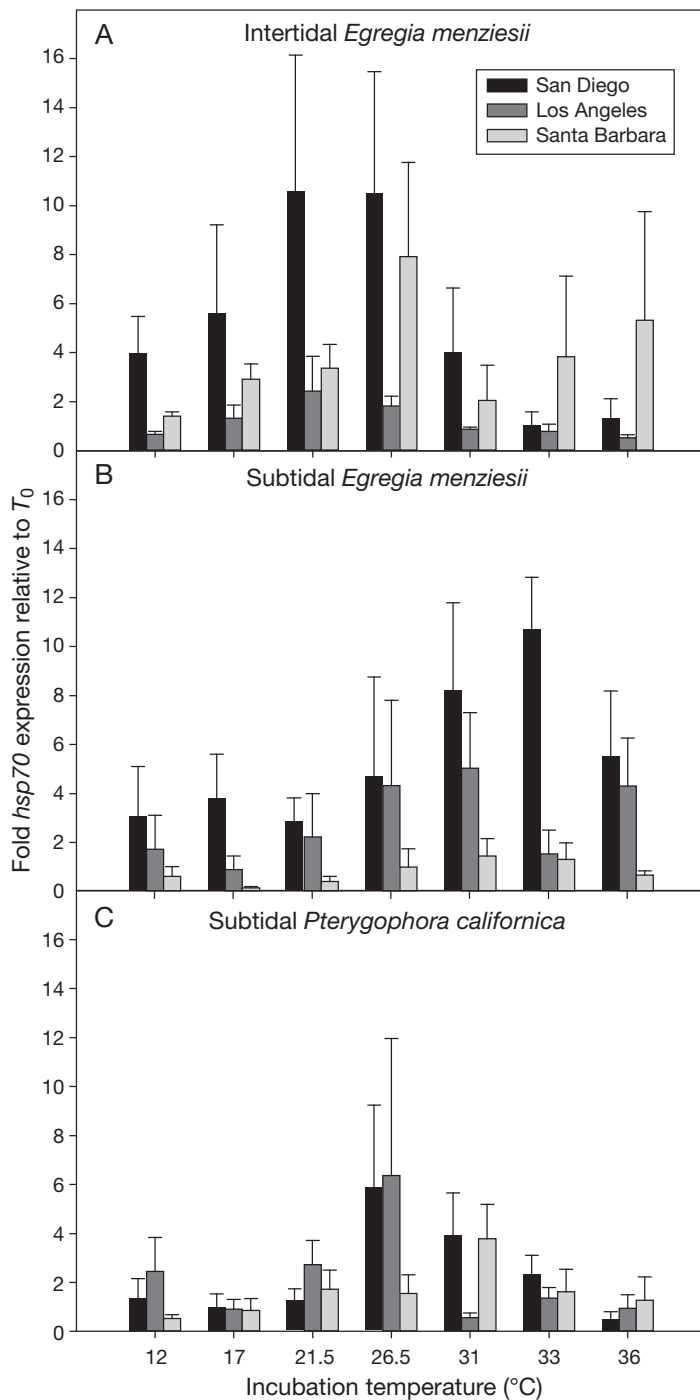 A
Intertidal Egregia menziesii
San Diego
Los Angeles
Santa Barbara
16
14
12
10
8
6
4
2
0
B
Subtidal Egregia menziesii
16
14
12
10
8
6
4
2
0
C
Subtidal Pterygophora californica
16
14
12
10
8
6
4
2
0
Fold hsp70 expression relative to T0
12 17 21.5 26.5 31 33 36
Incubation temperature (°C)